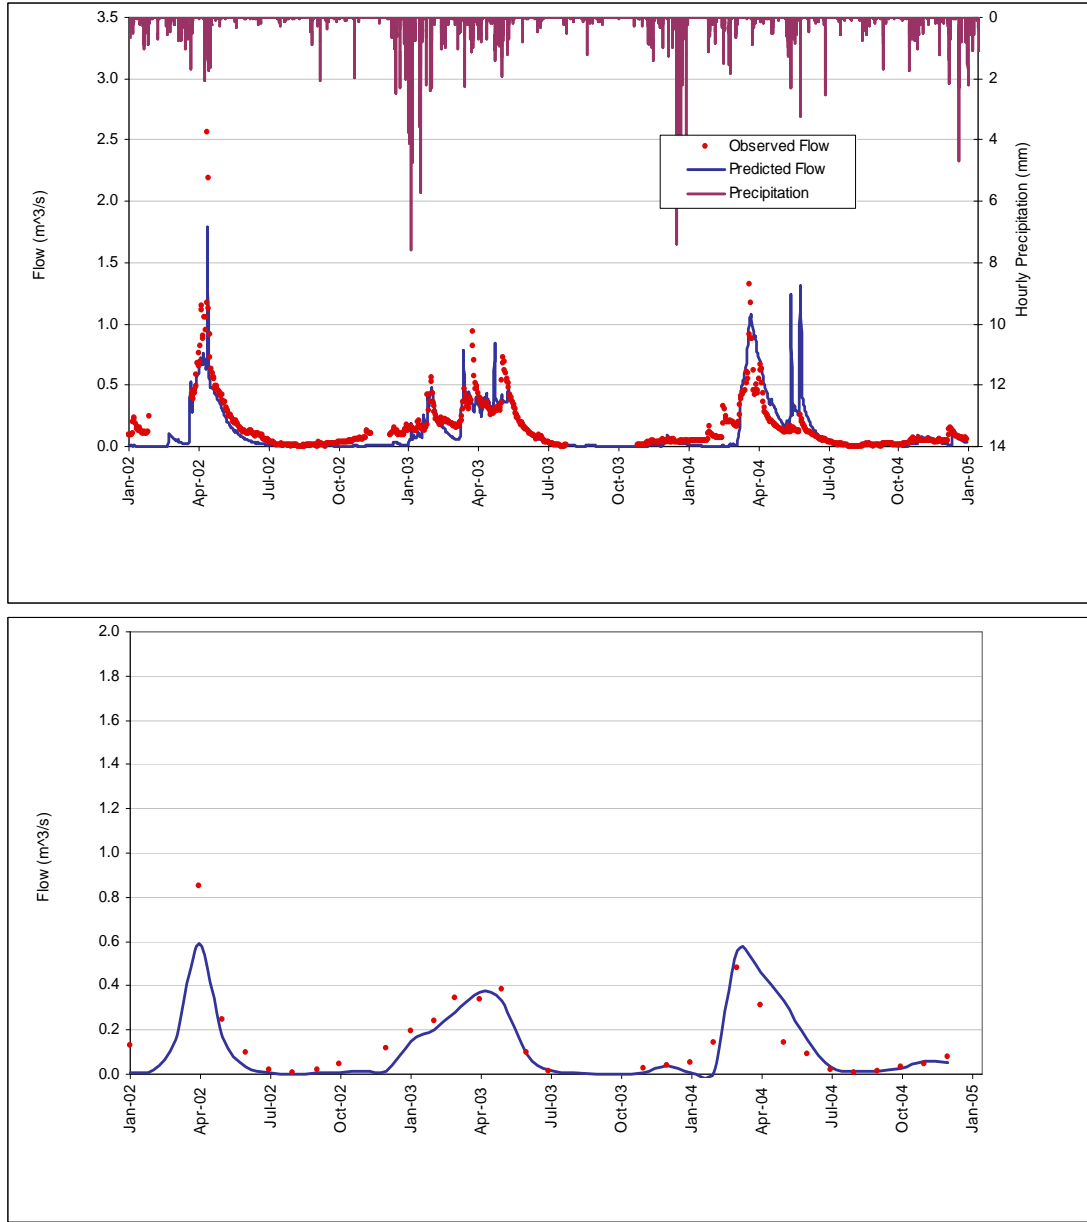 3.5
3.0
2.5
2.0
1.5
1.0
0.5
0.0
Flow (m^3/s)
0
2
4
6
8
10
12
14
Hourly Precipitation (mm)
Observed Flow
Predicted Flow
Precipitation
Jan-02
Apr-02
Jul-02
Oct-02
Jan-03
Apr-03
Jul-03
Oct-03
Jan-04
Apr-04
Jul-04
Oct-04
Jan-05
2.0
1.8
1.6
1.4
1.2
1.0
0.8
0.6
0.4
0.2
0.0
Flow (m^3/s)
Jan-02
Apr-02
Jul-02
Oct-02
Jan-03
Apr-03
Jul-03
Oct-03
Jan-04
Apr-04
Jul-04
Oct-04
Jan-05